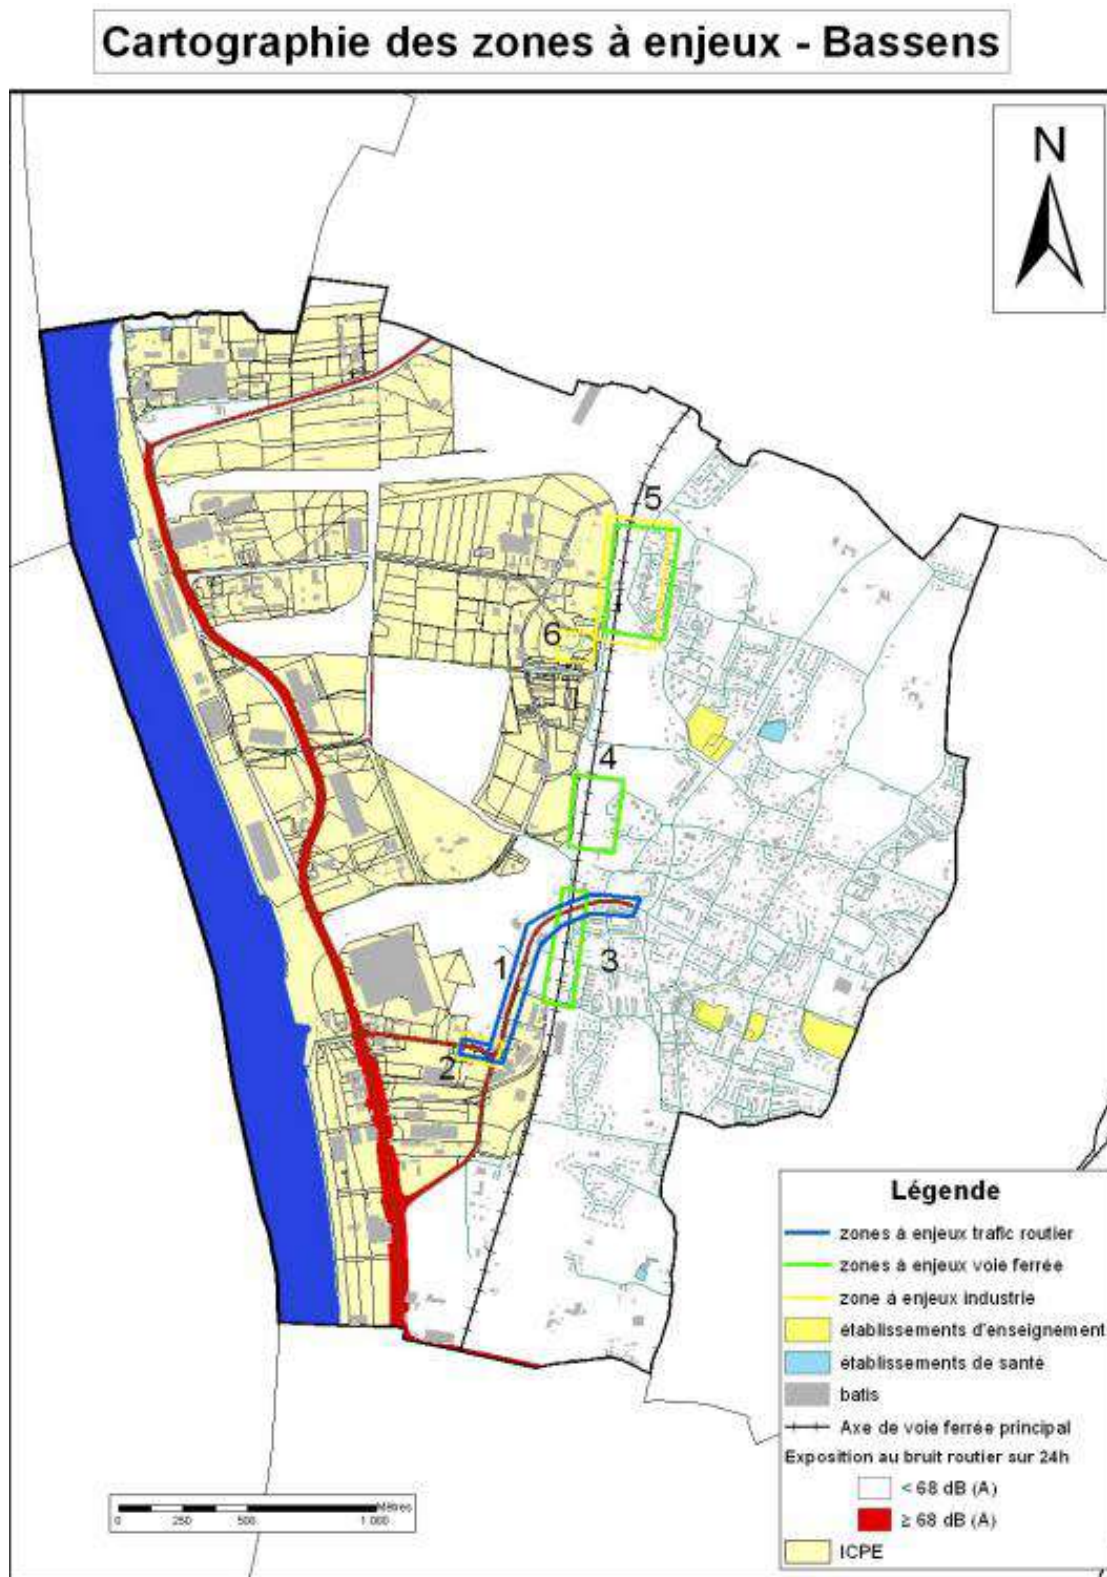 Cartographie des zones à enjeux - Bassens
N
5
6
4
1
3
2
Légende
zones à enjeux trafic routier
zones à enjeux voie ferrée
zone à enjeux industrie
établissements d'enseignement
établissements de santé
batis
Axe de voie ferrée principal
Exposition au bruit routier sur 24h
< 68 dB (A)
≥ 68 dB (A)
ICPE
Mètres
0 250 500 1 000